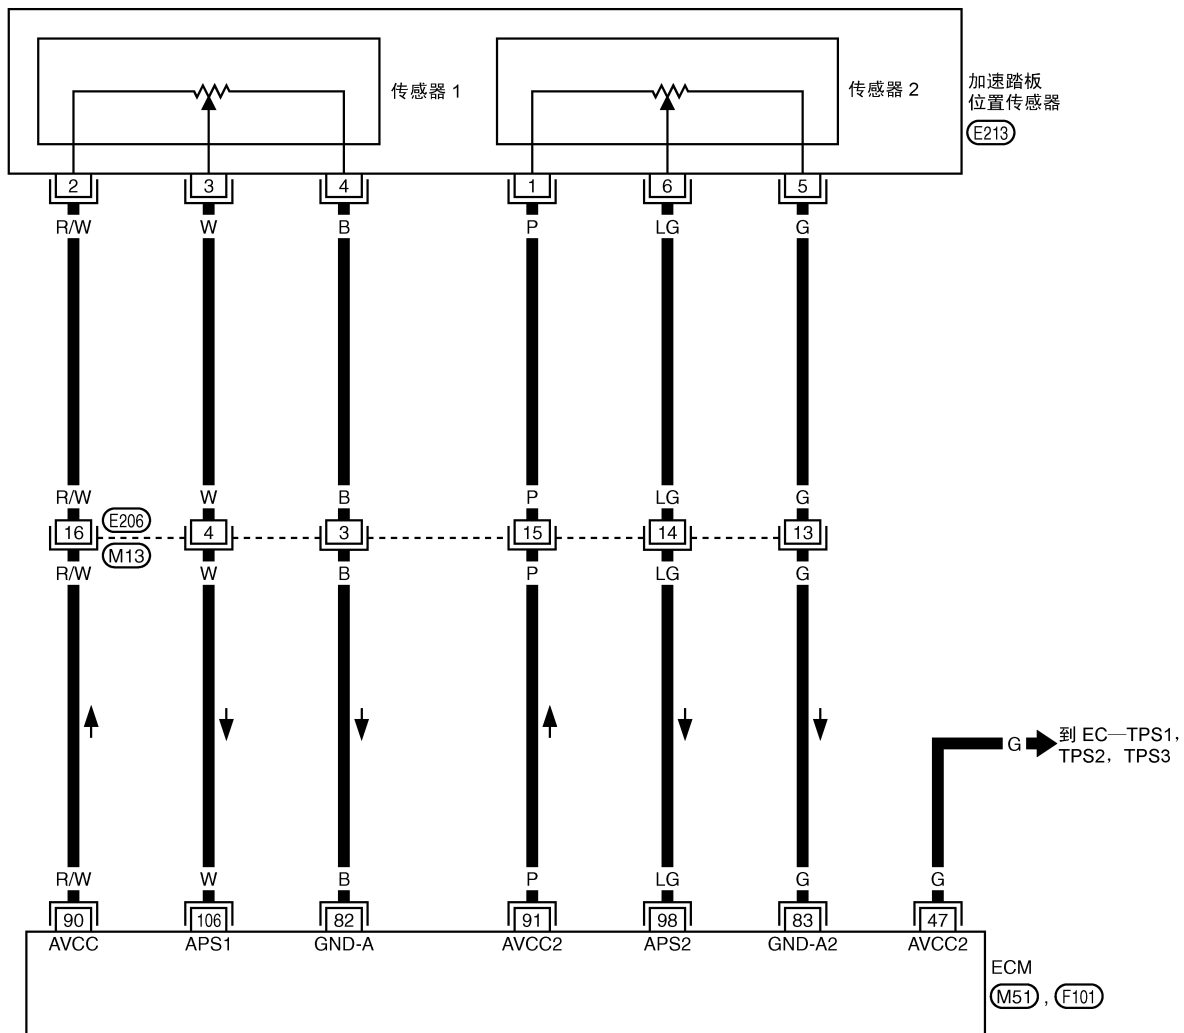 传感器 1
传感器 2
加速踏板
位置传感器
E213
2 3 4 1 6 5
R/W W B P LG G
R/W W B P LG G
E206
16 4 3 15 14 13
M13
R/W W B P LG G
G
到 EC—TPS1,
TPS2, TPS3
R/W W B P LG G G
90 106 82 91 98 83 47
AVCC APS1 GND-A AVCC2 APS2 GND-A2 AVCC2
ECM
M51 , F101